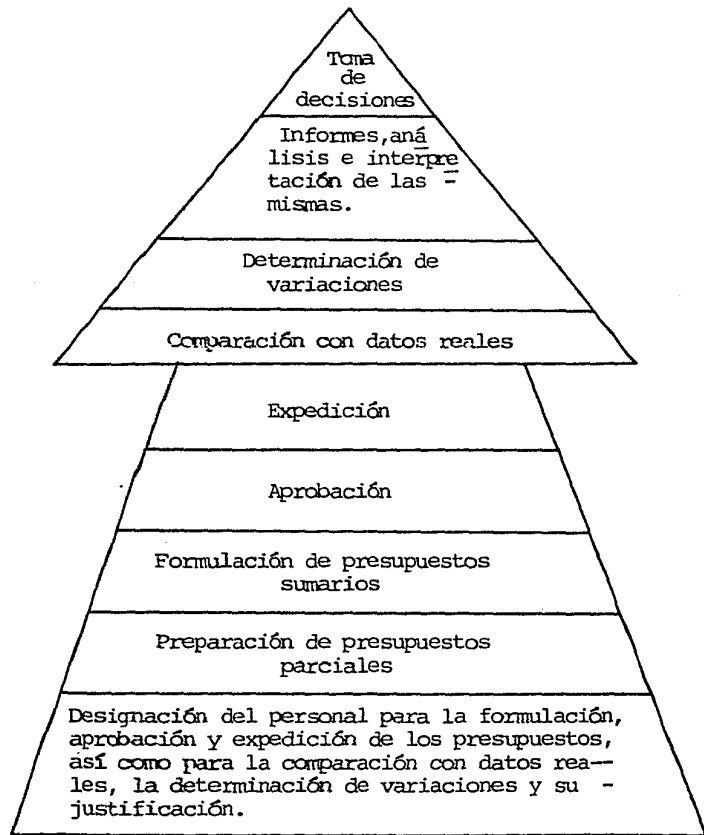 Toma
de
decisiones
Informes,aná
lisis e interpre
tación de las -
mismas.
Determinación de
variaciones
Comparación con datos reales
Expedición
Aprobación
Formulación de presupuestos
sumarios
Preparación de presupuestos
parciales
Designación del personal para la formulación,
aprobación y expedición de los presupuestos,
así como para la comparación con datos rea--
les, la determinación de variaciones y su -
justificación.